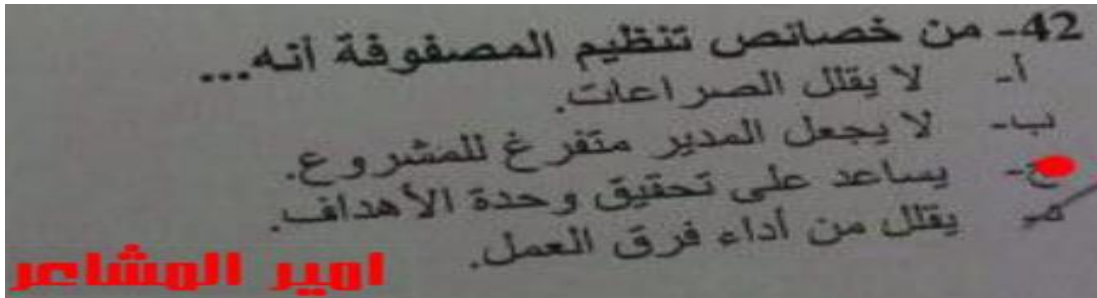 42- من خصائص تنظيم المصفوفة أنه...
أ- لا يقلل الصراعات.
ب- لا يجعل المدير متفرغ للمشروع.
ج- يساعد على تحقيق وحدة الأهداف.
يقلل من أداء فرق العمل.
امير المشاعر